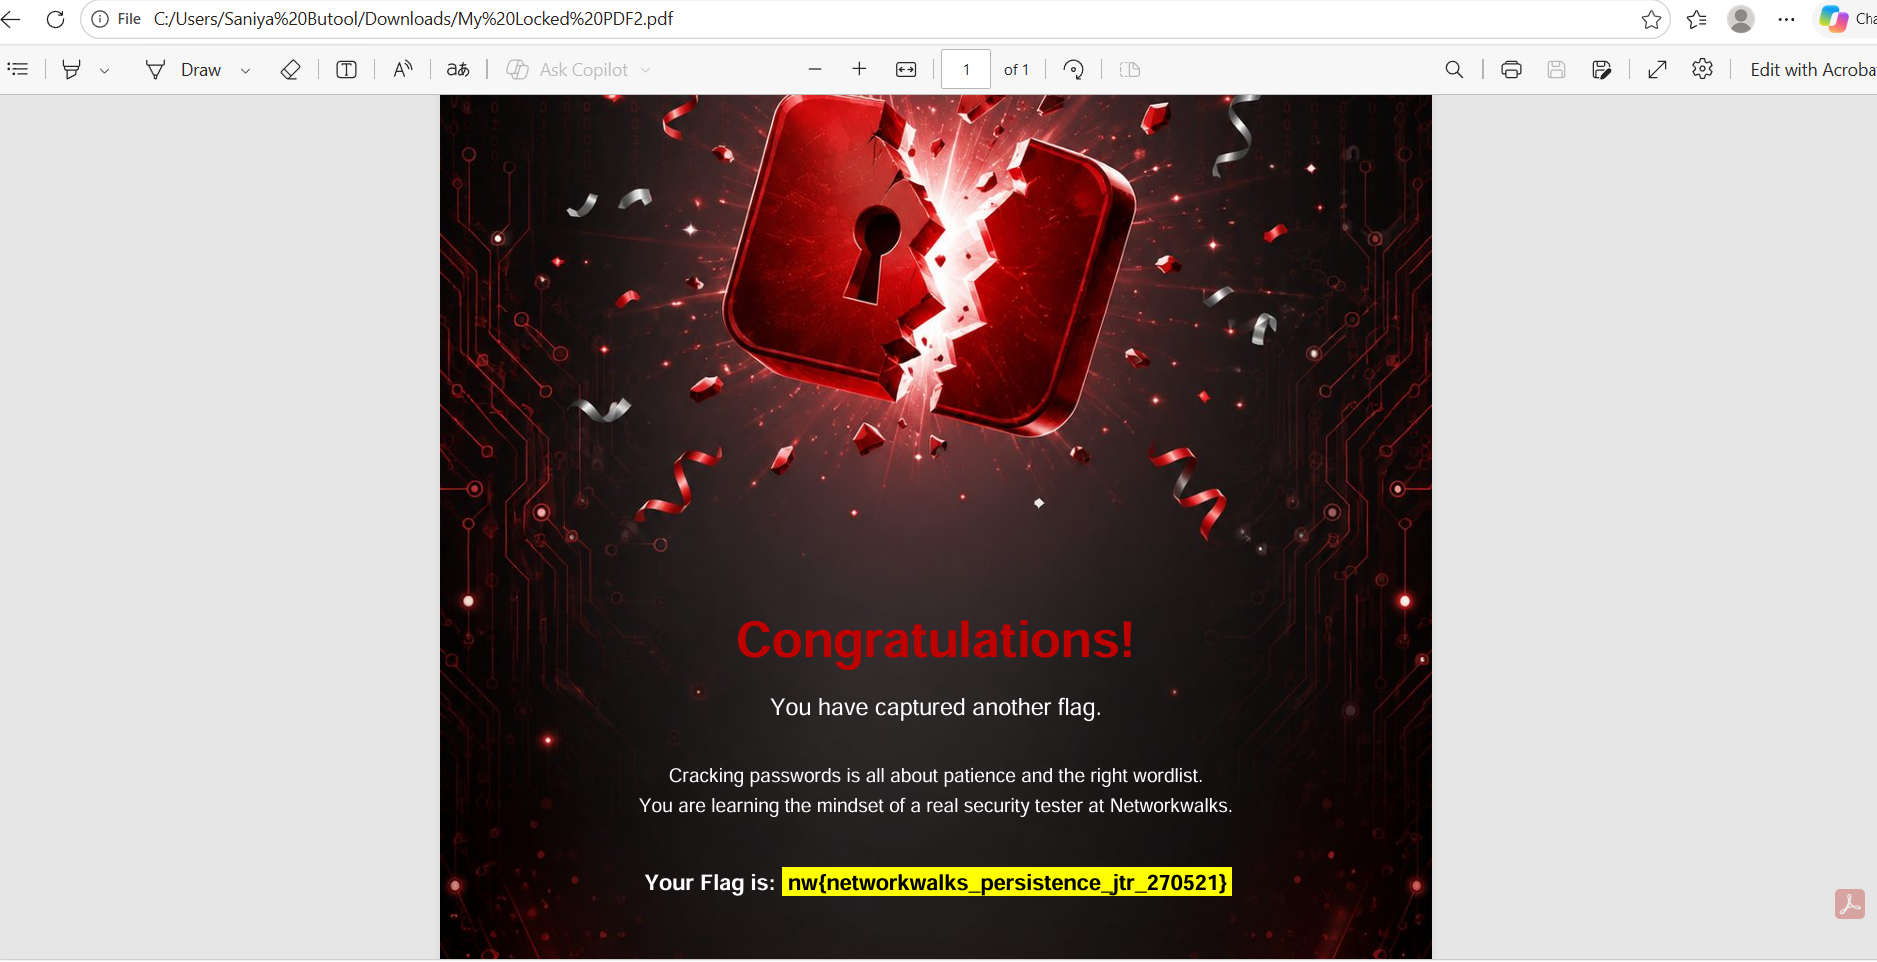 File C:/Users/Saniya%20Butool/Downloads/My%20Locked%20PDF2.pdf
Draw
Ask Copilot
1 of 1
Edit with Acroba
Congratulations!
You have captured another flag.
Cracking passwords is all about patience and the right wordlist.
You are learning the mindset of a real security tester at Networkwalks.
Your Flag is: nw{networkwalks_persistence_jtr_270521}